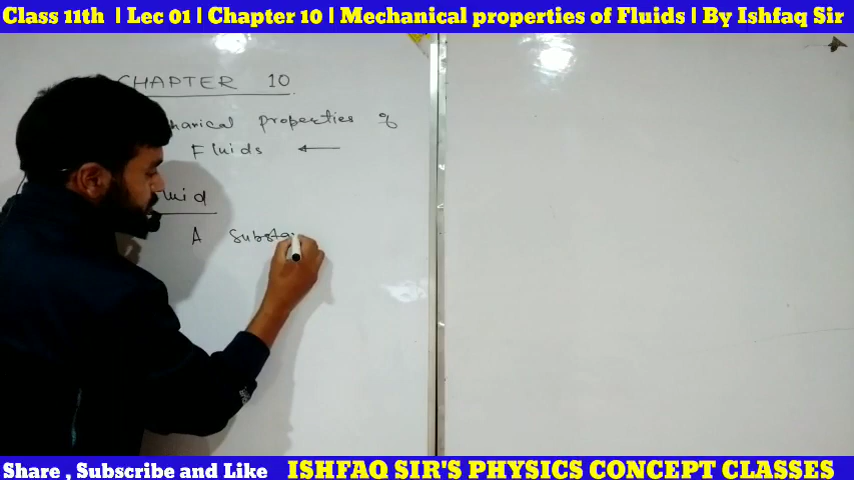 Class 11th | Lec 01 | Chapter 10 | Mechanical properties of Fluids | By Ishfaq Sir
CHAPTER 10
properties of
Fluids ←
A Substa
Share , Subscribe and Like ISHFAQ SIR'S PHYSICS CONCEPT CLASSES